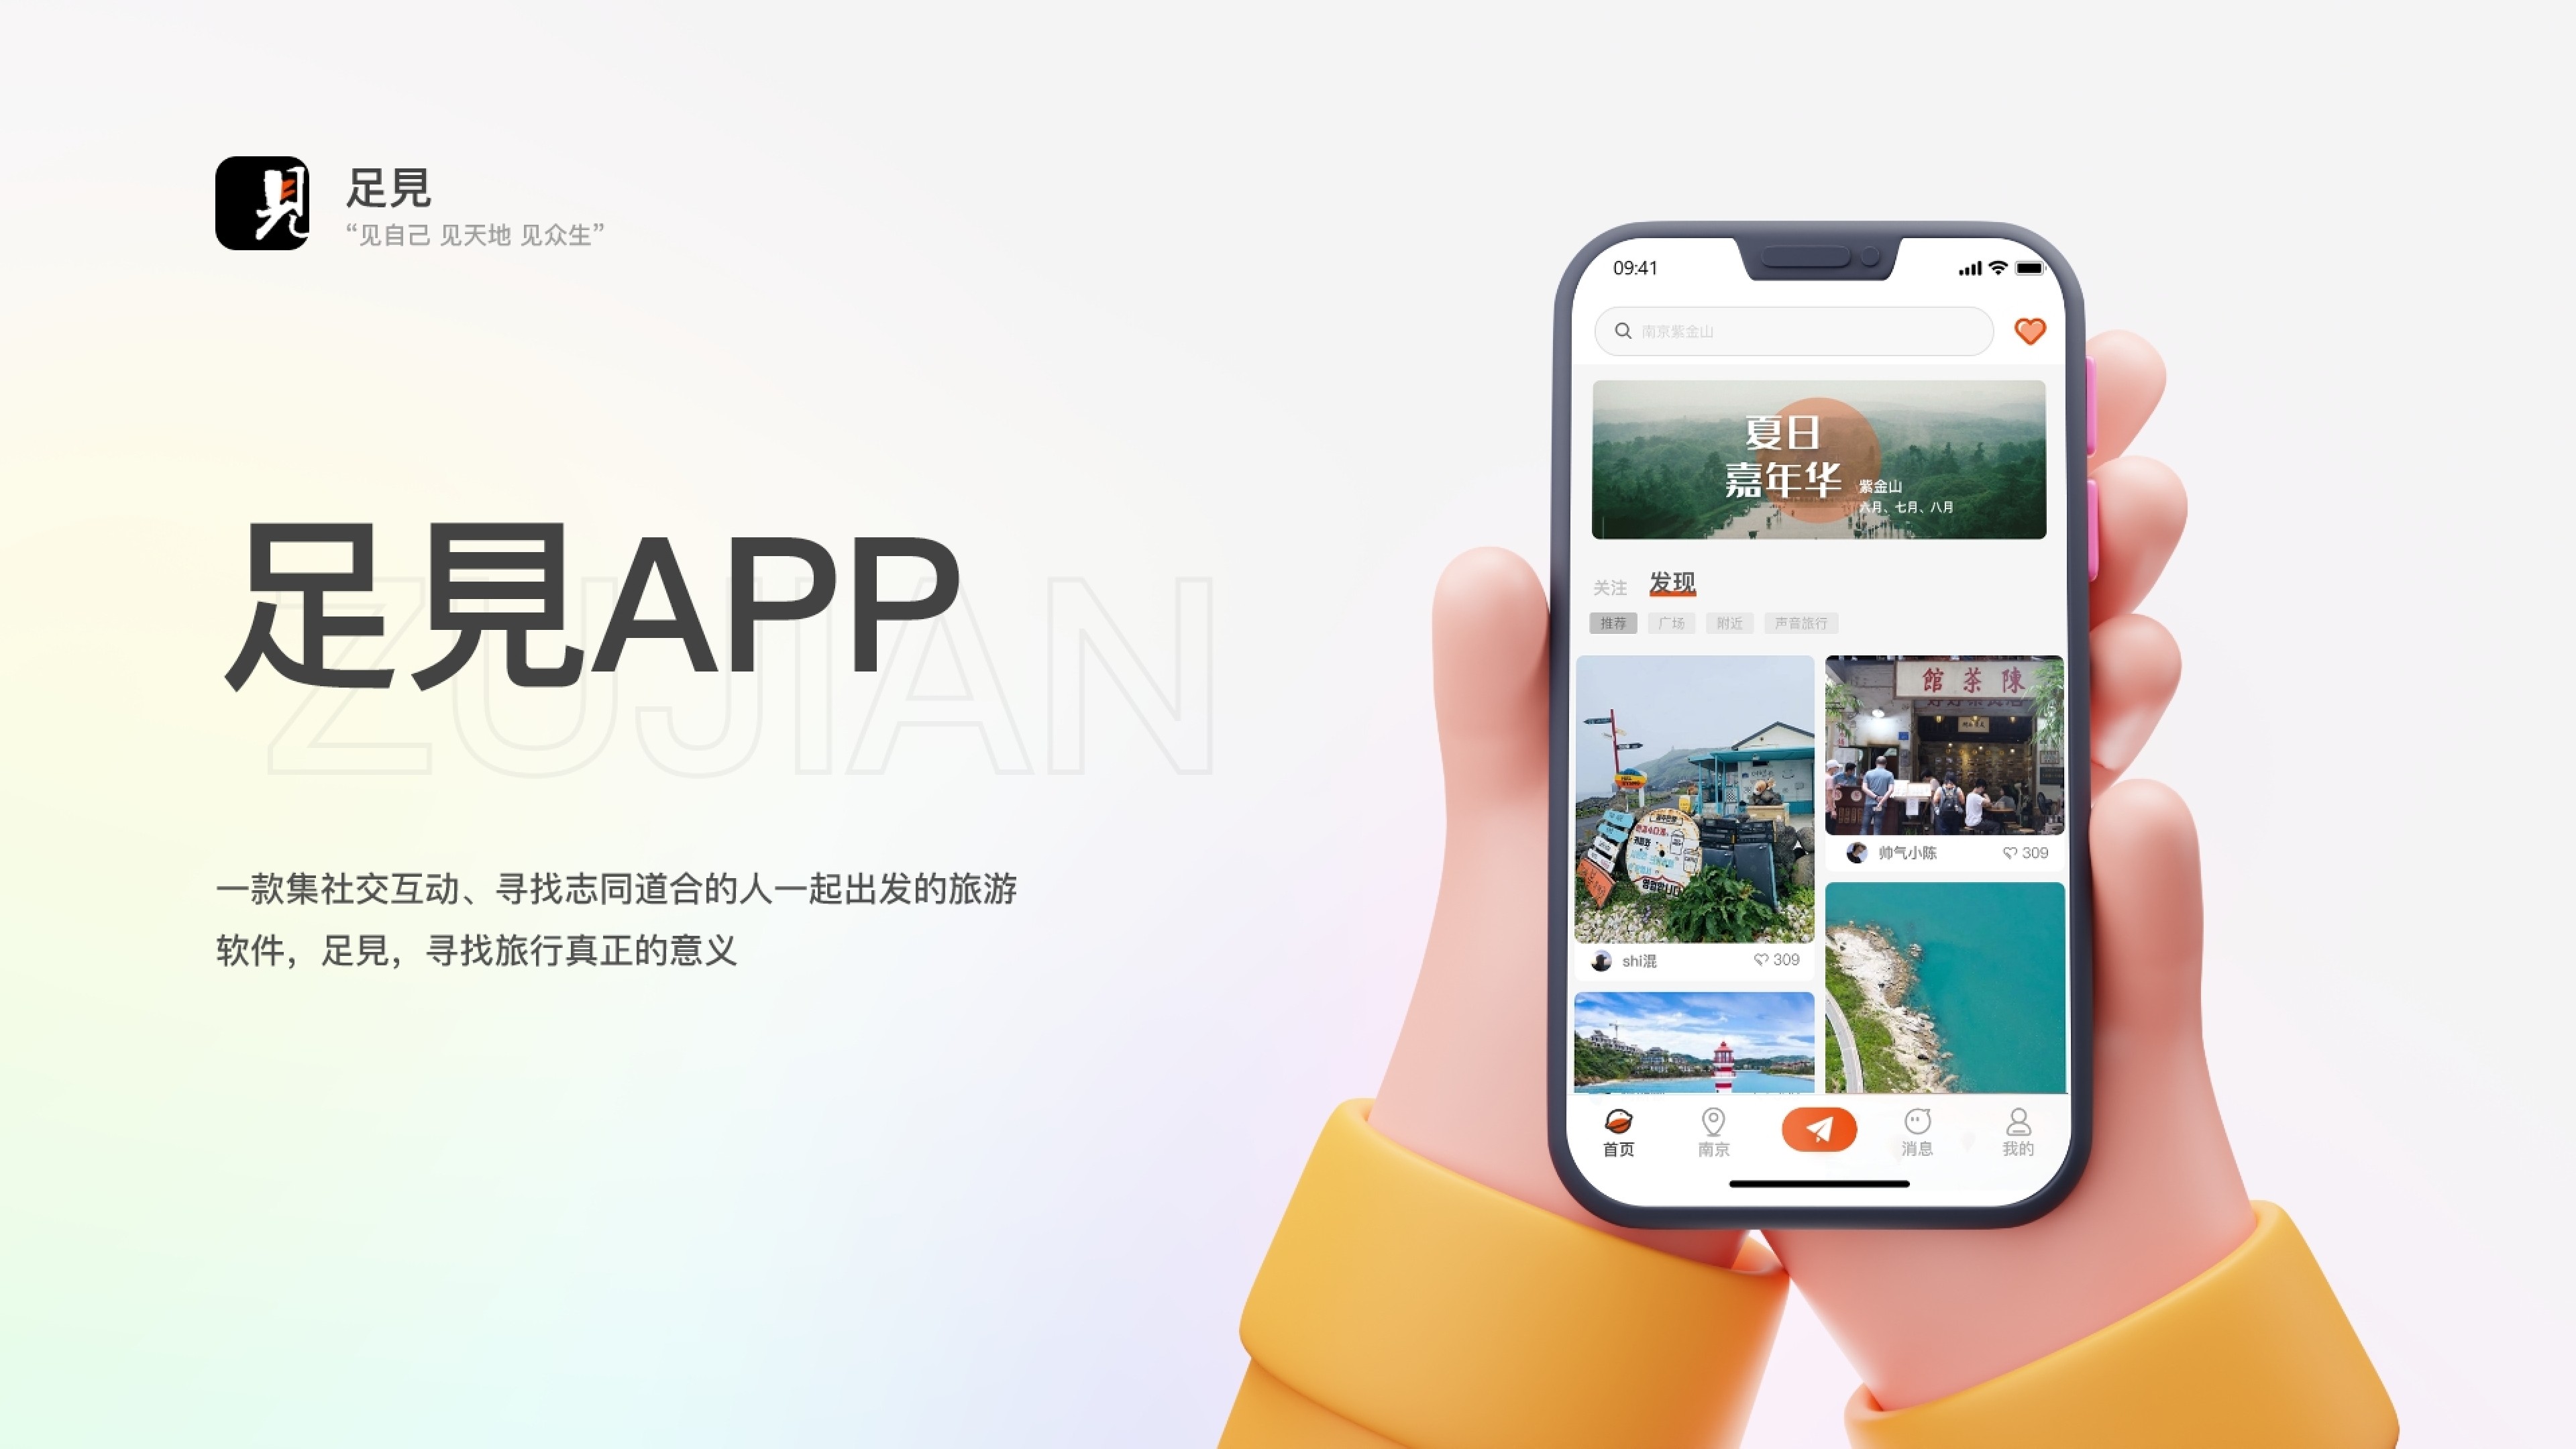 足見
“见自己 见天地 见众生”
足見APP
ZUJIAN
一款集社交互动、寻找志同道合的人一起出发的旅游
软件，足見，寻找旅行真正的意义
09:41
南京紫金山
夏日
嘉年华
紫金山
六月、七月、八月
关注 发现
推荐 广场 附近 声音旅行
館茶陳
帅气小陈 309
shi混 309
首页 南京 消息 我的